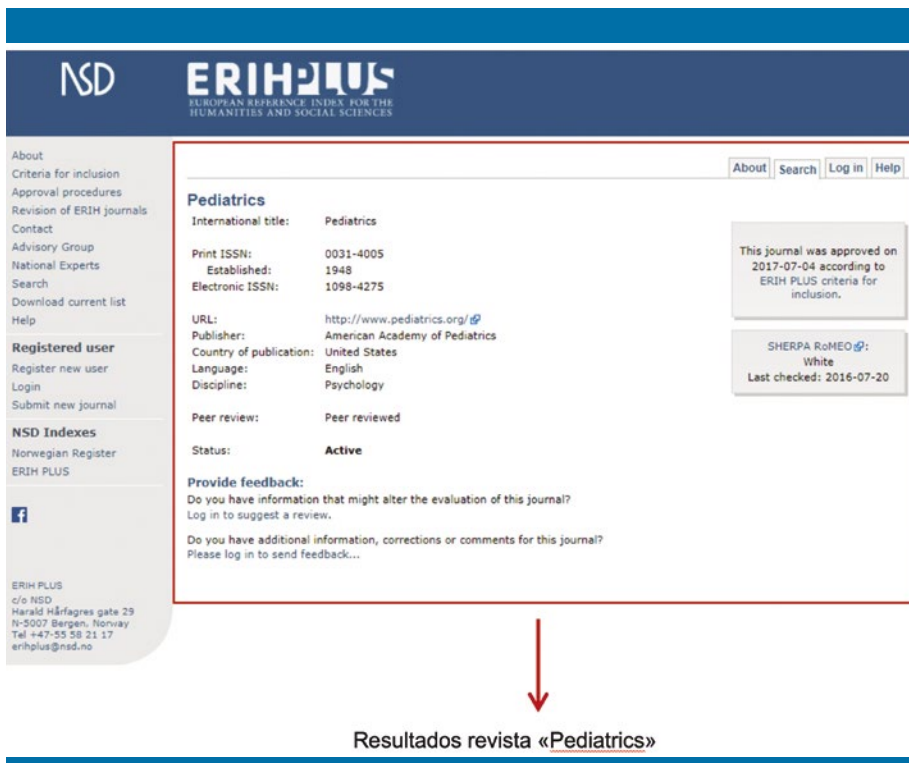 NSD
ERIHPLUS
EUROPEAN REFERENCE INDEX FOR THE
HUMANITIES AND SOCIAL SCIENCES
About
Criteria for inclusion
Approval procedures
Revision of ERIH journals
Contact
Advisory Group
National Experts
Search
Download current list
Help
Registered user
Register new user
Login
Submit new journal
NSD Indexes
Norwegian Register
ERIH PLUS
ERIH PLUS
c/o NSD
Harald Hårfagres gate 29
N-5007 Bergen, Norway
Tel +47-55 58 21 17
erihplus@nsd.no
About Search Log in Help
Pediatrics
International title: Pediatrics
Print ISSN: 0031-4005
Established: 1948
Electronic ISSN: 1098-4275
URL: http://www.pediatrics.org/
Publisher: American Academy of Pediatrics
Country of publication: United States
Language: English
Discipline: Psychology
Peer review: Peer reviewed
Status: Active
Provide feedback:
Do you have information that might alter the evaluation of this journal?
Log in to suggest a review.
Do you have additional information, corrections or comments for this journal?
Please log in to send feedback...
This journal was approved on
2017-07-04 according to
ERIH PLUS criteria for
inclusion.
SHERPA RoMEO:
White
Last checked: 2016-07-20
Resultados revista «Pediatrics»